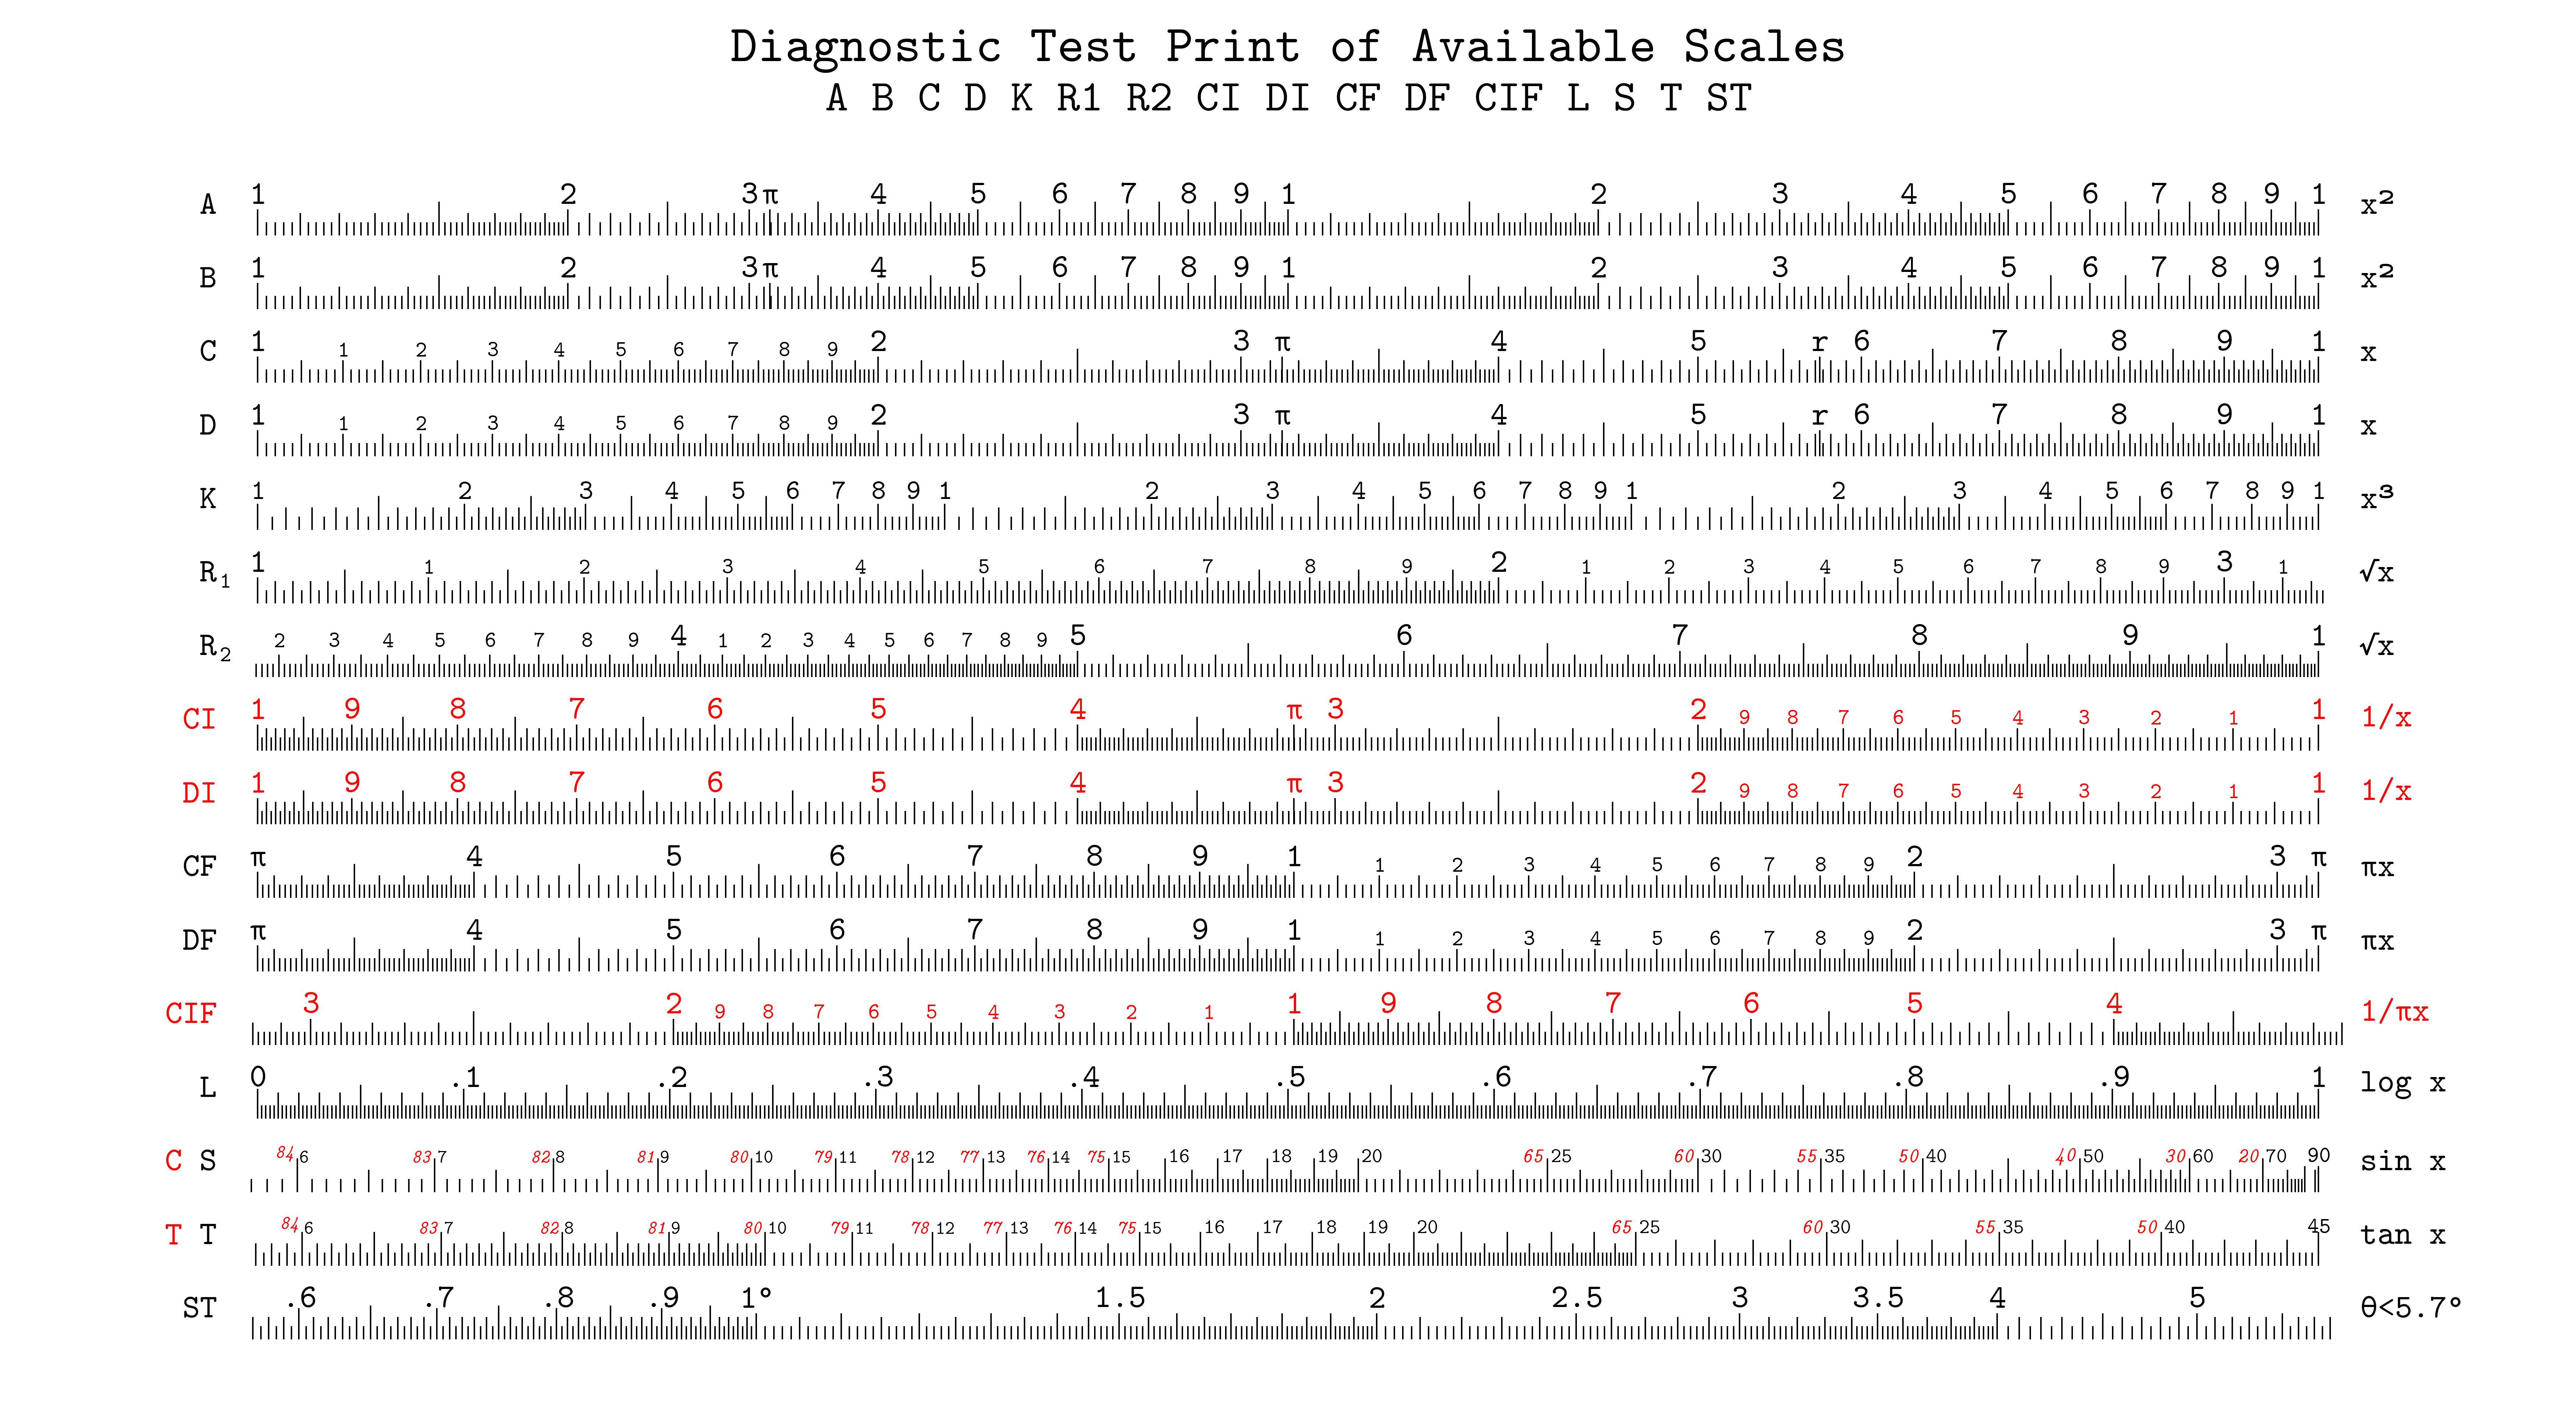 Diagnostic Test Print of Available Scales
A B C D K R1 R2 CI DI CF DF CIF L S T ST
A 1 2 3 π 4 5 6 7 8 9 1 2 3 4 5 6 7 8 9 1 x²
B 1 2 3 π 4 5 6 7 8 9 1 2 3 4 5 6 7 8 9 1 x²
C 1 1 2 3 4 5 6 7 8 9 2 3 π 4 5 r 6 7 8 9 1 x
D 1 1 2 3 4 5 6 7 8 9 2 3 π 4 5 r 6 7 8 9 1 x
K 1 2 3 4 5 6 7 8 9 1 2 3 4 5 6 7 8 9 1 2 3 4 5 6 7 8 9 1 x³
R₁ 1 1 2 3 4 5 6 7 8 9 2 1 2 3 4 5 6 7 8 9 3 1 √x
R₂ 2 3 4 5 6 7 8 9 4 1 2 3 4 5 6 7 8 9 5 6 7 8 9 1 √x
CI 1 9 8 7 6 5 4 π 3 2 9 8 7 6 5 4 3 2 1 1 1/x
DI 1 9 8 7 6 5 4 π 3 2 9 8 7 6 5 4 3 2 1 1 1/x
CF π 4 5 6 7 8 9 1 1 2 3 4 5 6 7 8 9 2 3 π πx
DF π 4 5 6 7 8 9 1 1 2 3 4 5 6 7 8 9 2 3 π πx
CIF 3 2 9 8 7 6 5 4 3 2 1 1 9 8 7 6 5 4 1/πx
L 0 .1 .2 .3 .4 .5 .6 .7 .8 .9 1 log x
C S 84 6 83 7 82 8 81 9 80 10 79 11 78 12 77 13 76 14 75 15 16 17 18 19 20 65 25 60 30 55 35 50 40 40 50 30 60 20 70 90 sin x
T T 84 6 83 7 82 8 81 9 80 10 79 11 78 12 77 13 76 14 75 15 16 17 18 19 20 65 25 60 30 55 35 50 40 45 tan x
ST .6 .7 .8 .9 1° 1.5 2 2.5 3 3.5 4 5 θ<5.7°